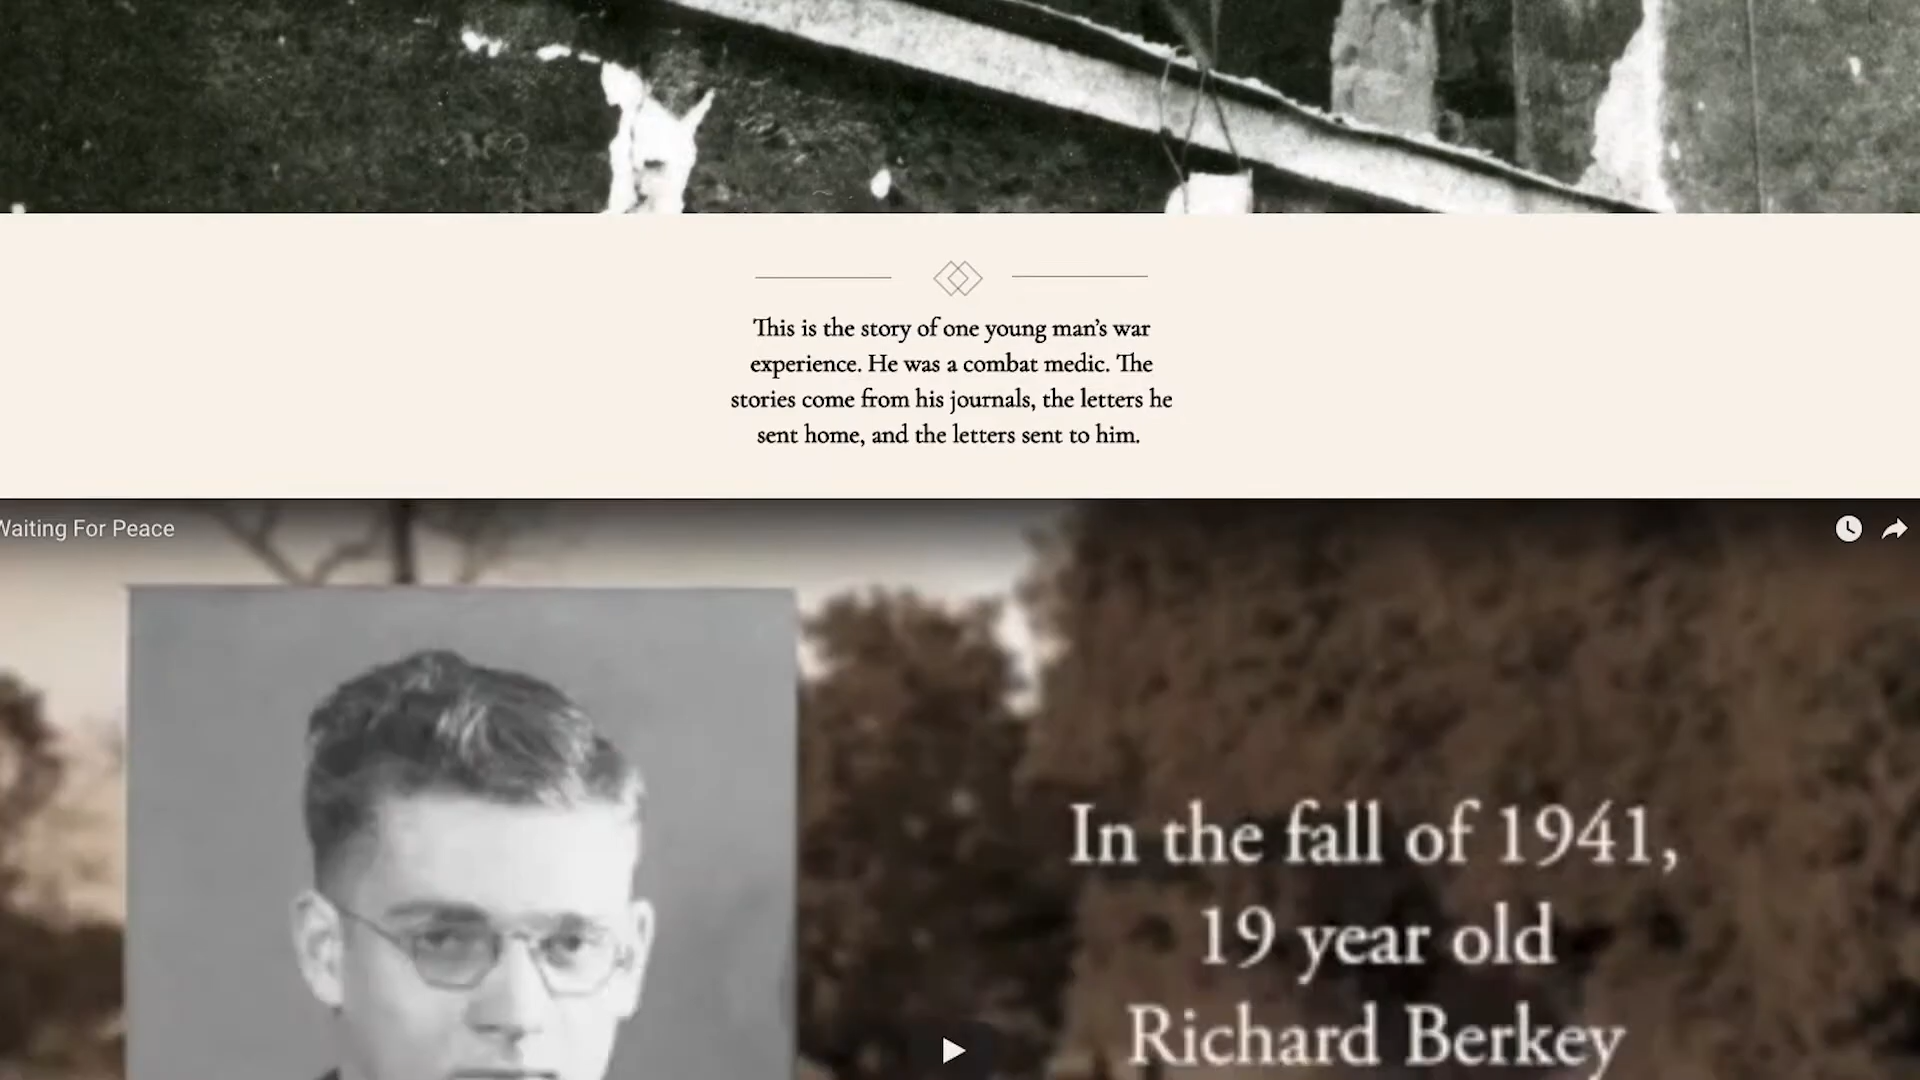 This is the story of one young man’s war
experience. He was a combat medic. The
stories come from his journals, the letters he
sent home, and the letters sent to him.
Waiting For Peace
In the fall of 1941,
19 year old
Richard Berkey